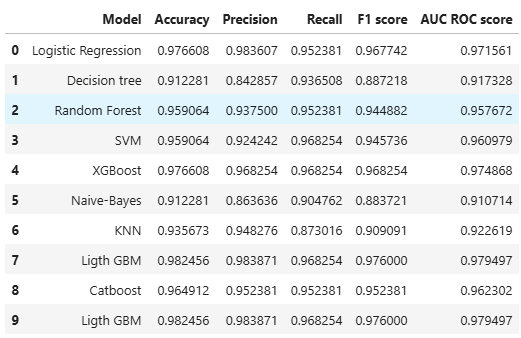 Model Accuracy Precision Recall F1 score AUC ROC score
0 Logistic Regression 0.976608 0.983607 0.952381 0.967742 0.971561
1 Decision tree 0.912281 0.842857 0.936508 0.887218 0.917328
2 Random Forest 0.959064 0.937500 0.952381 0.944882 0.957672
3 SVM 0.959064 0.924242 0.968254 0.945736 0.960979
4 XGBoost 0.976608 0.968254 0.968254 0.968254 0.974868
5 Naive-Bayes 0.912281 0.863636 0.904762 0.883721 0.910714
6 KNN 0.935673 0.948276 0.873016 0.909091 0.922619
7 Ligth GBM 0.982456 0.983871 0.968254 0.976000 0.979497
8 Catboost 0.964912 0.952381 0.952381 0.952381 0.962302
9 Ligth GBM 0.982456 0.983871 0.968254 0.976000 0.979497